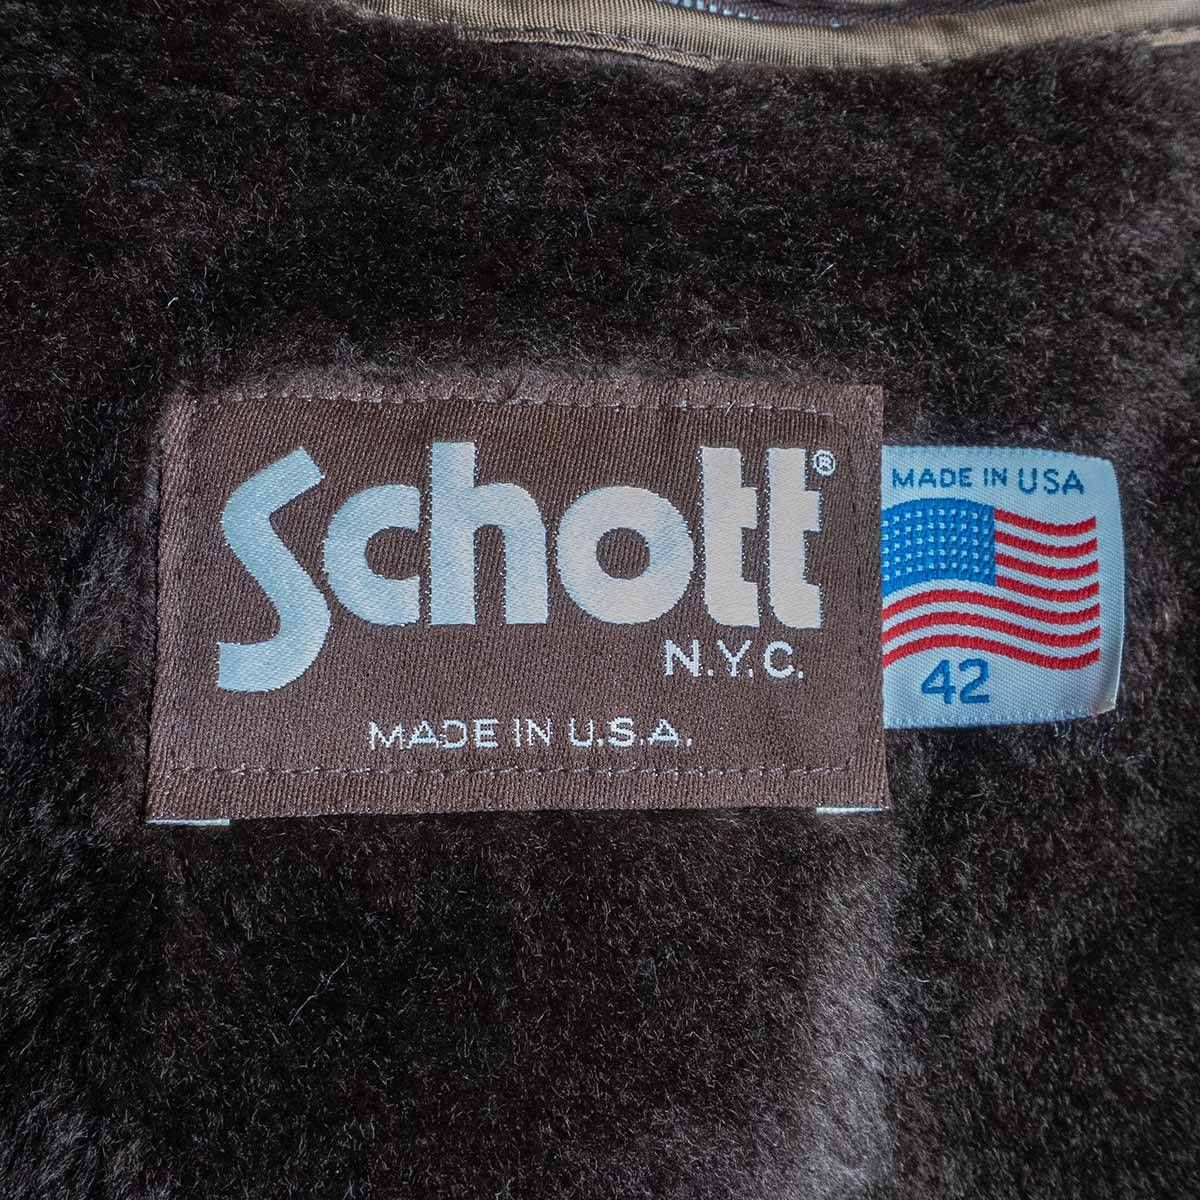 Schott®
N.Y.C.
MADE IN U.S.A.
MADE IN USA
42